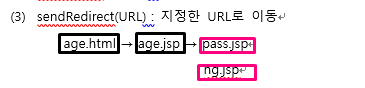 (3) sendRedirect(URL) : 지정한 URL로 이동↵
age.html → age.jsp → pass.jsp↵
ng.jsp↵